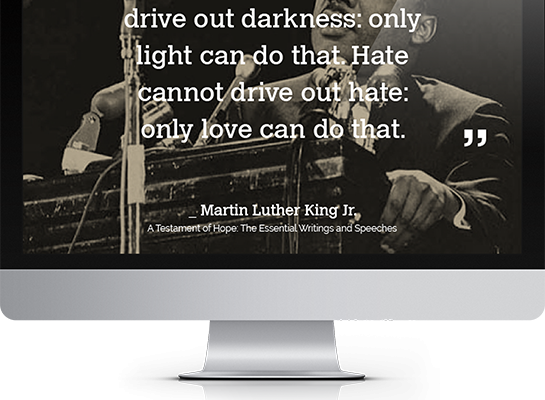 drive out darkness: only
light can do that. Hate
cannot drive out hate:
only love can do that.
”
_ Martin Luther King Jr.
A Testament of Hope: The Essential Writings and Speeches